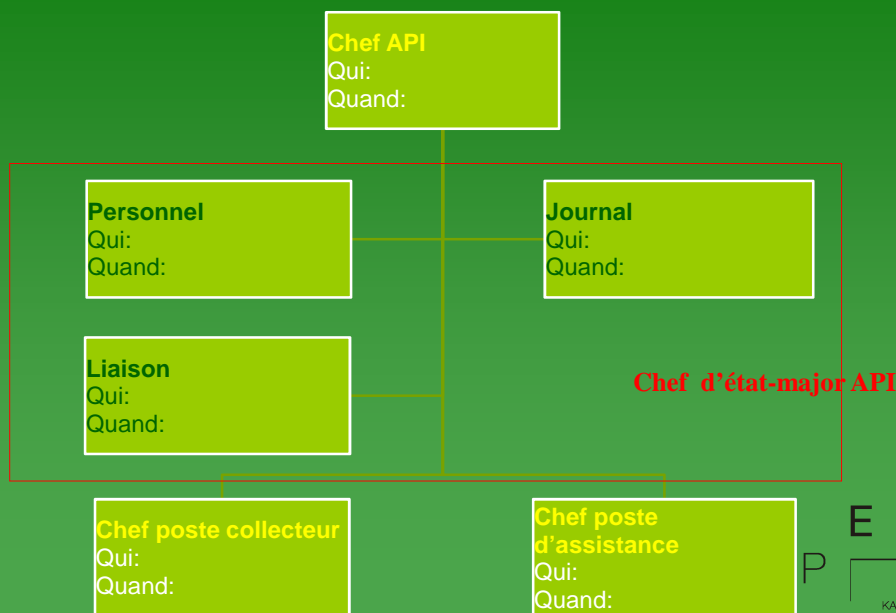 Chef API
Qui:
Quand:
Personnel
Qui:
Quand:
Journal
Qui:
Quand:
Liaison
Qui:
Quand:
Chef d'état-major API
Chef poste collecteur
Qui:
Quand:
Chef poste
d'assistance
Qui:
Quand:
E
P
KA